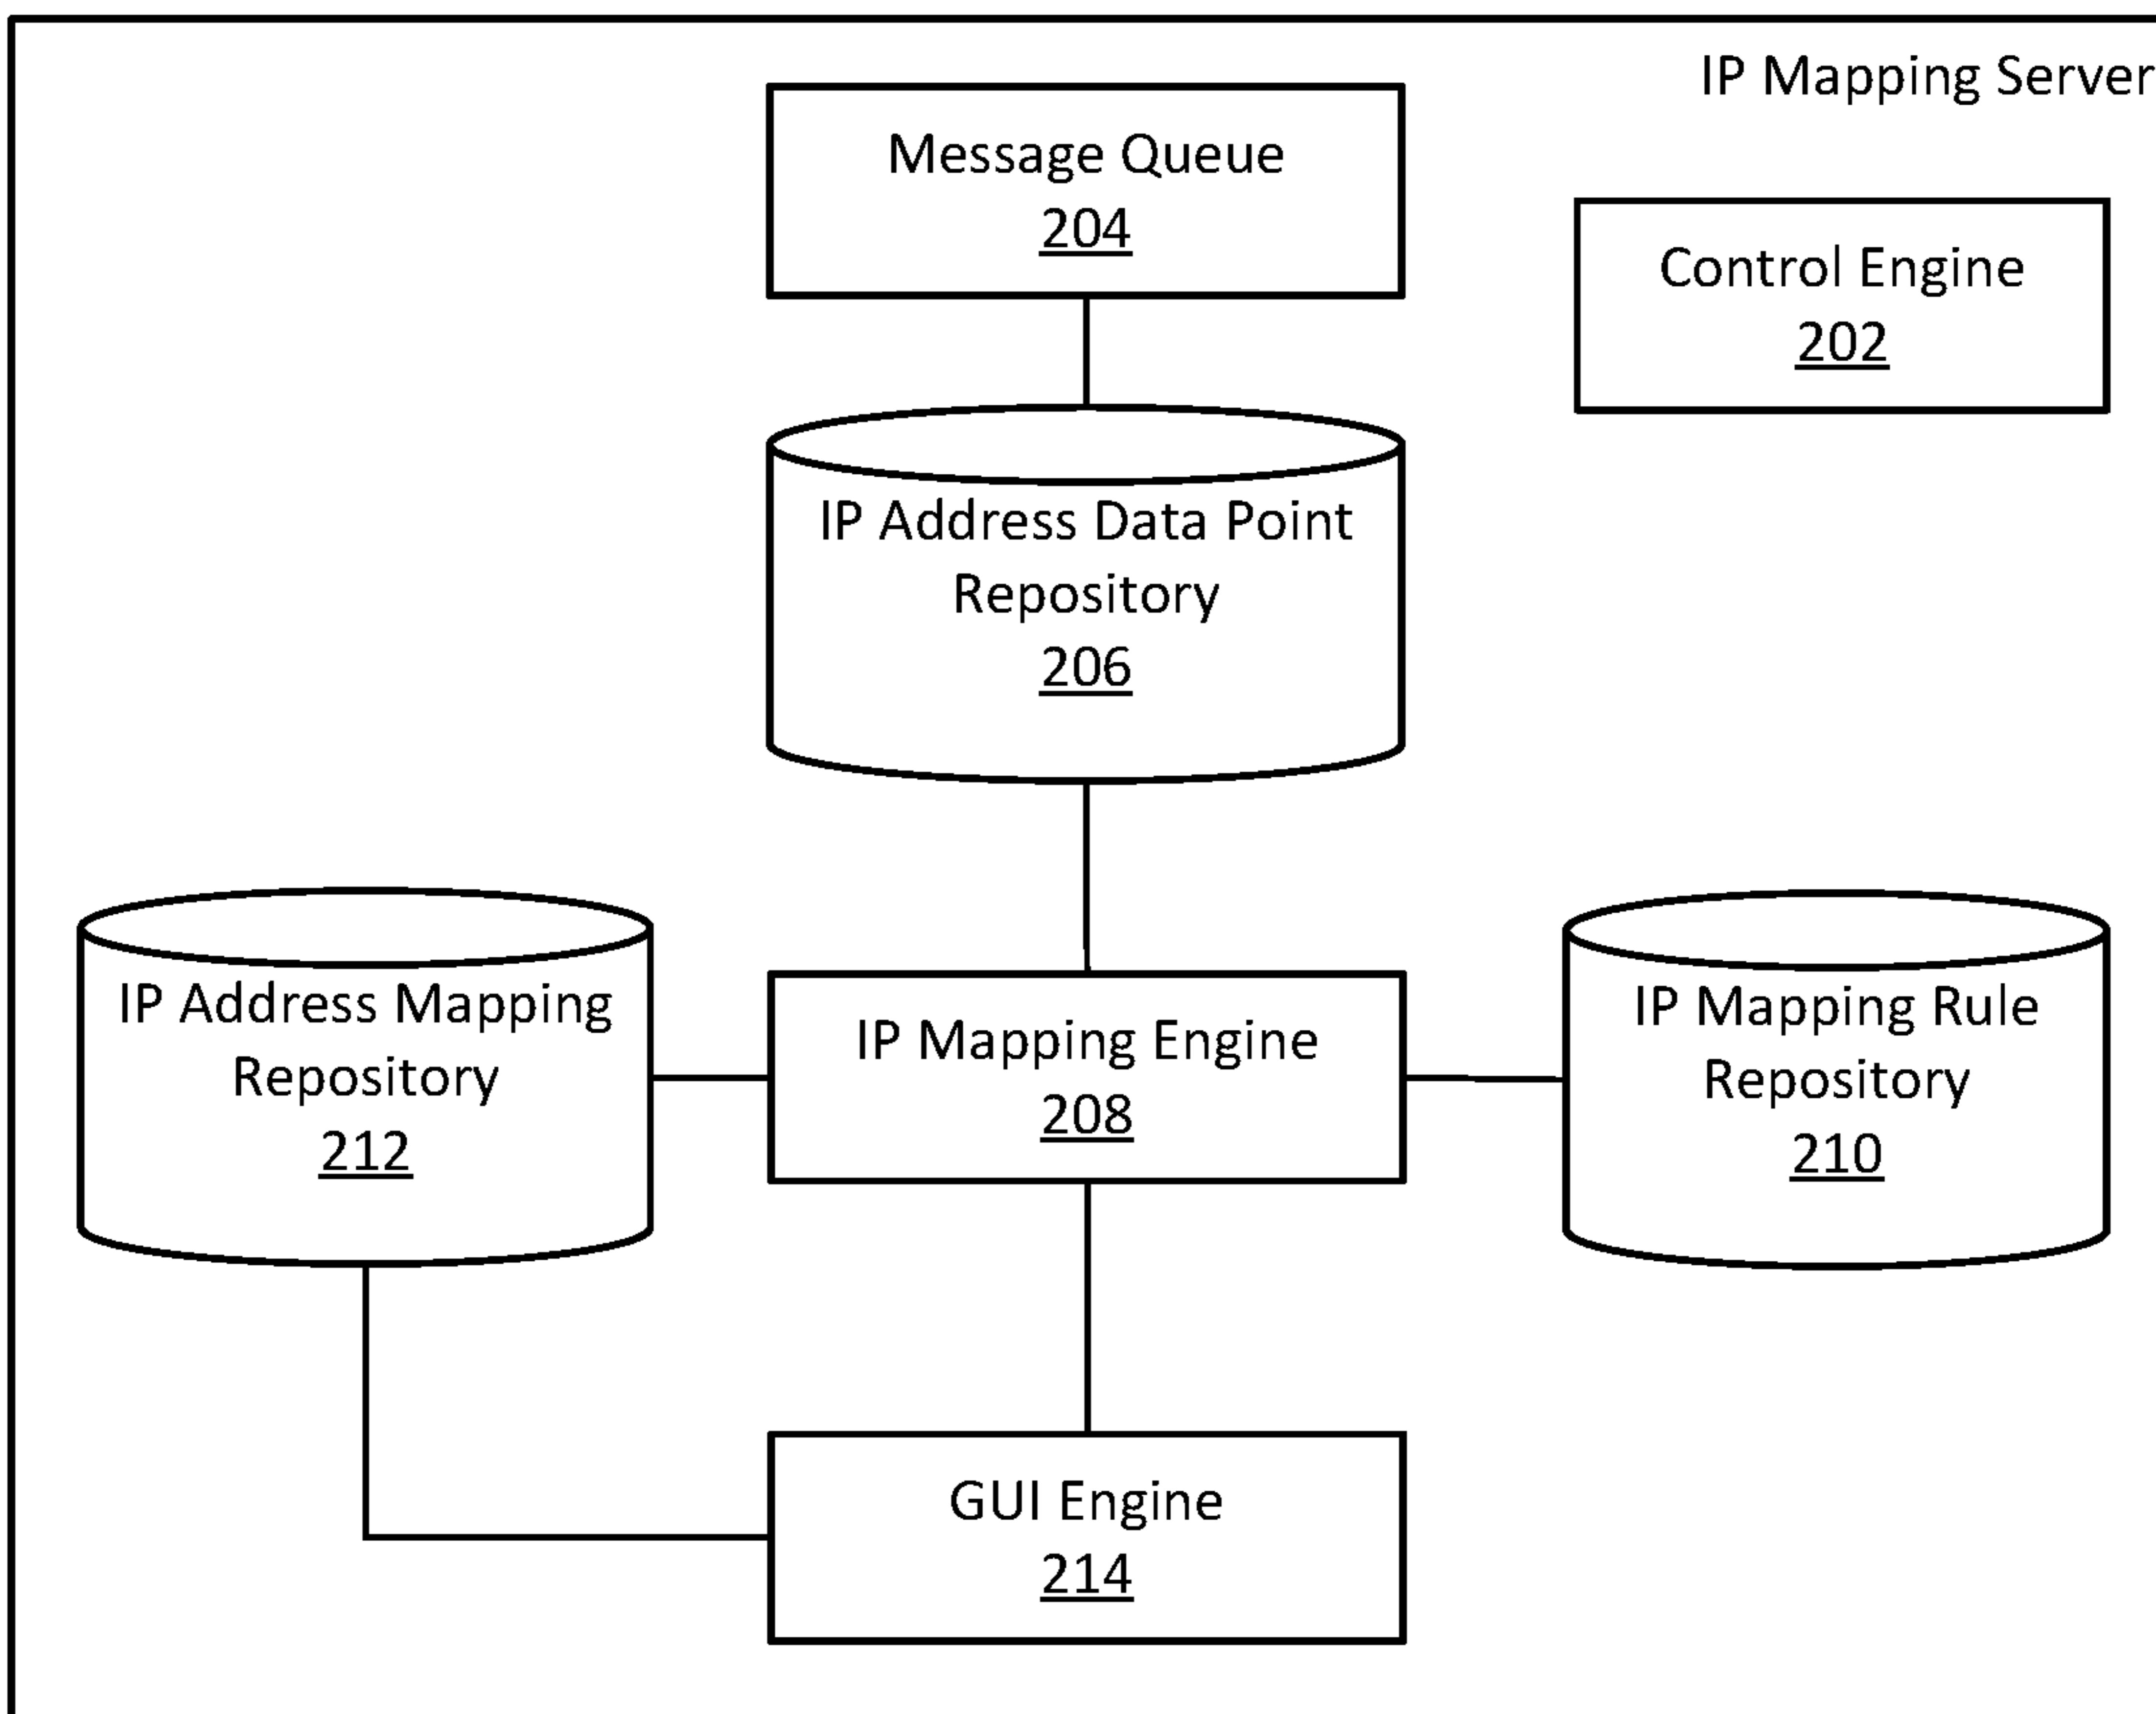 IP Mapping Server
Message Queue
204
Control Engine
202
IP Address Data Point
Repository
206
IP Address Mapping
Repository
212
IP Mapping Engine
208
IP Mapping Rule
Repository
210
GUI Engine
214